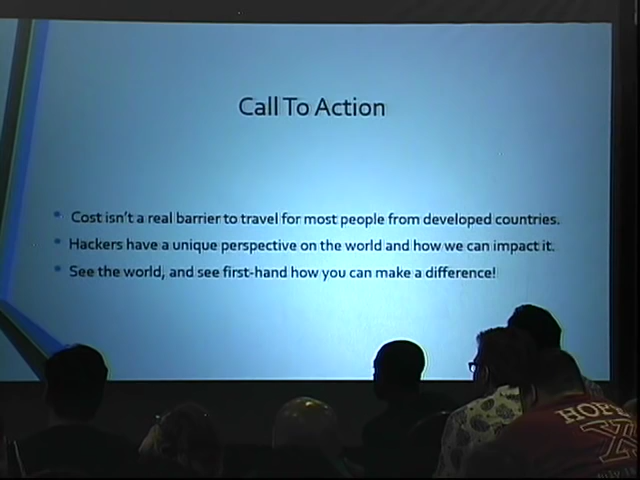 Call To Action
Cost isn't a real barrier to travel for most people from developed countries.
Hackers have a unique perspective on the world and how we can impact it.
See the world, and see first-hand how you can make a difference!
HOPE
X